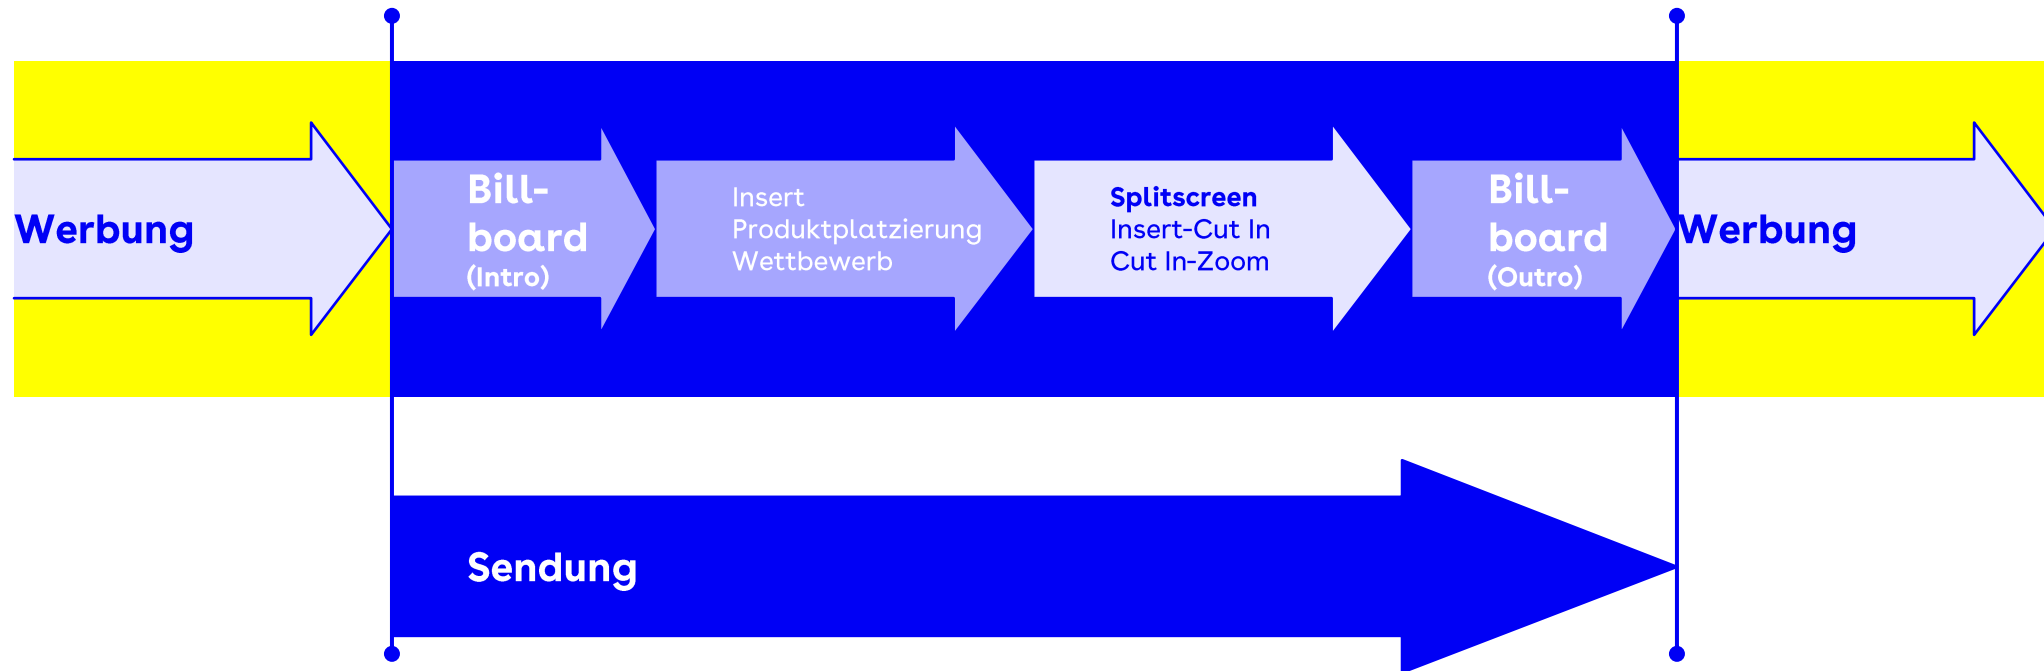 Werbung
Bill-
board
(Intro)
Insert
Produktplatzierung
Wettbewerb
Splitscreen
Insert-Cut In
Cut In-Zoom
Bill-
board
(Outro)
Werbung
Sendung